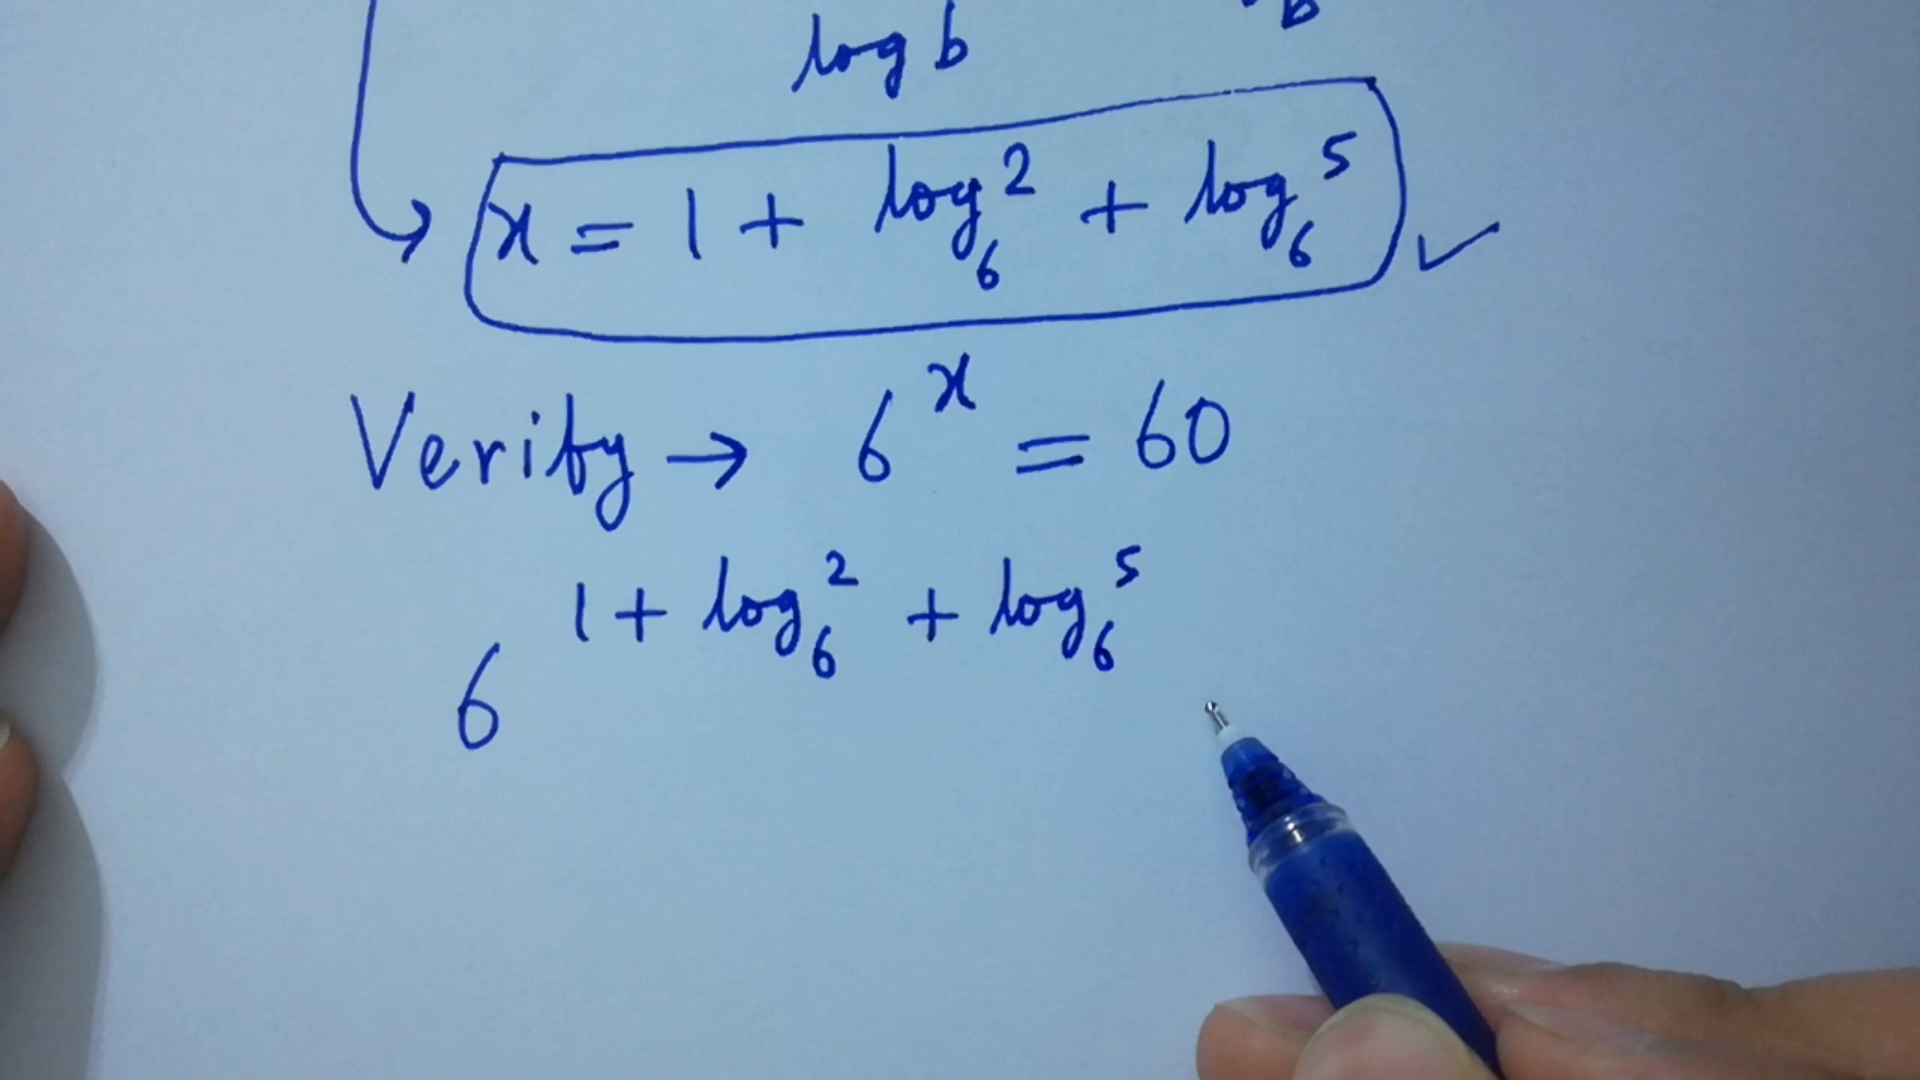 log b b
x = 1 + log₆2 + log₆5 ✓
Verify → 6ˣ = 60
6^(1 + log₆2 + log₆5)